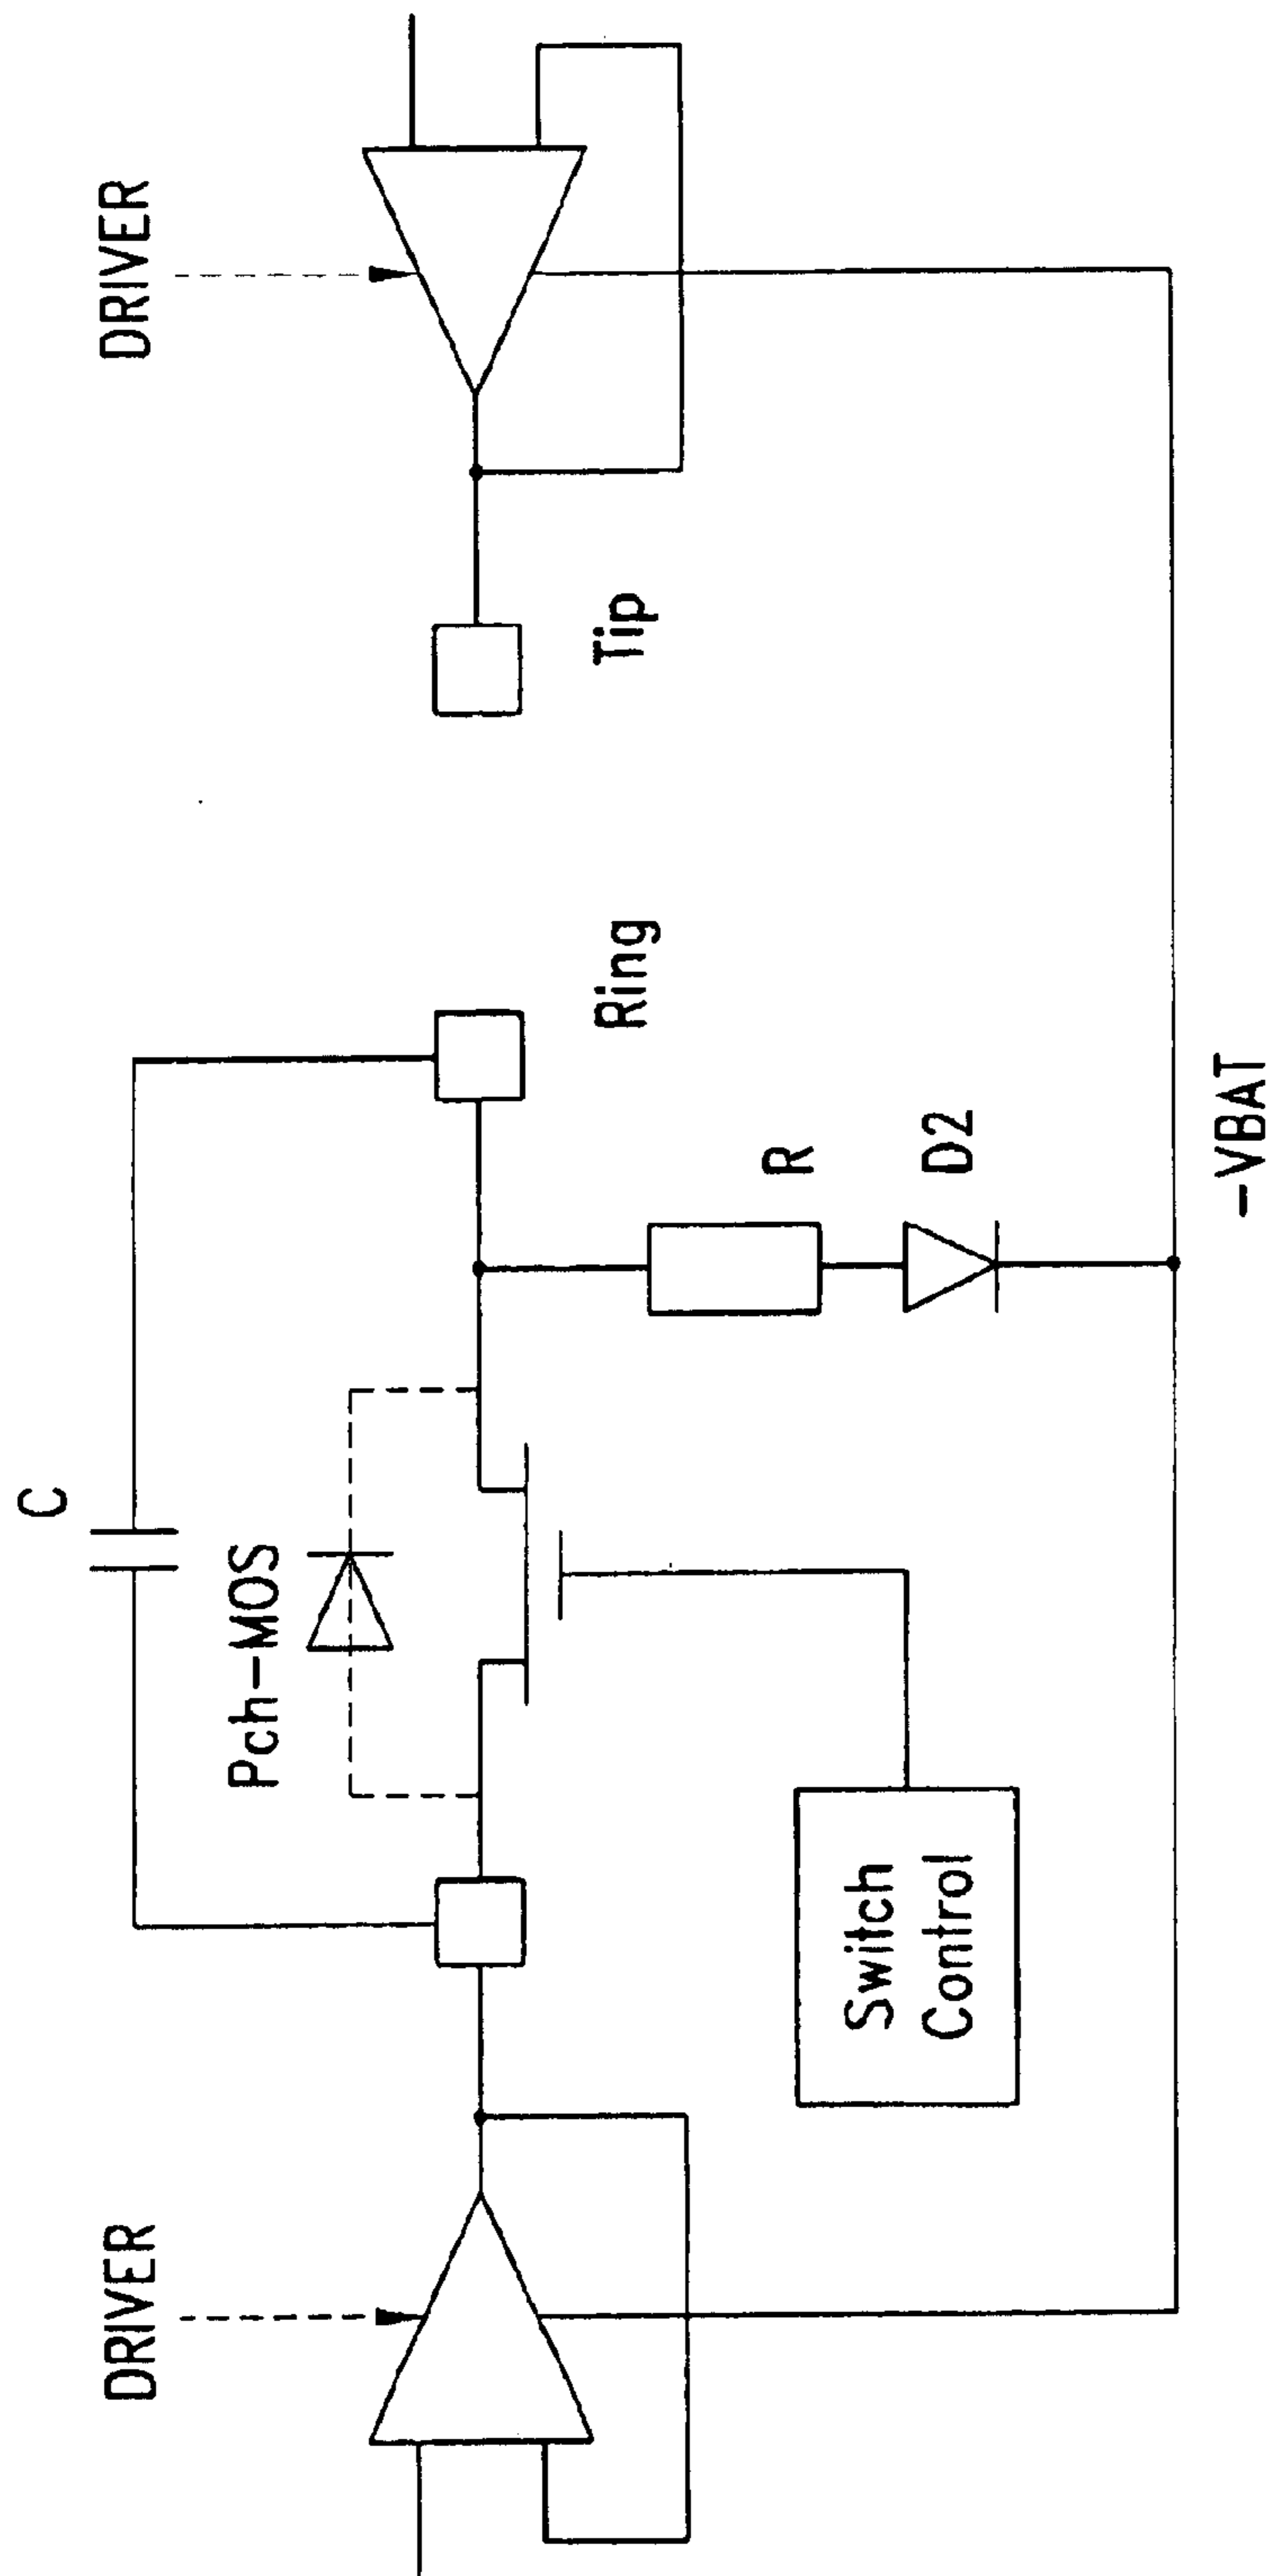 C
DRIVER
Pch-MOS
DRIVER
Ring
Tip
R
D2
Switch
Control
-VBAT